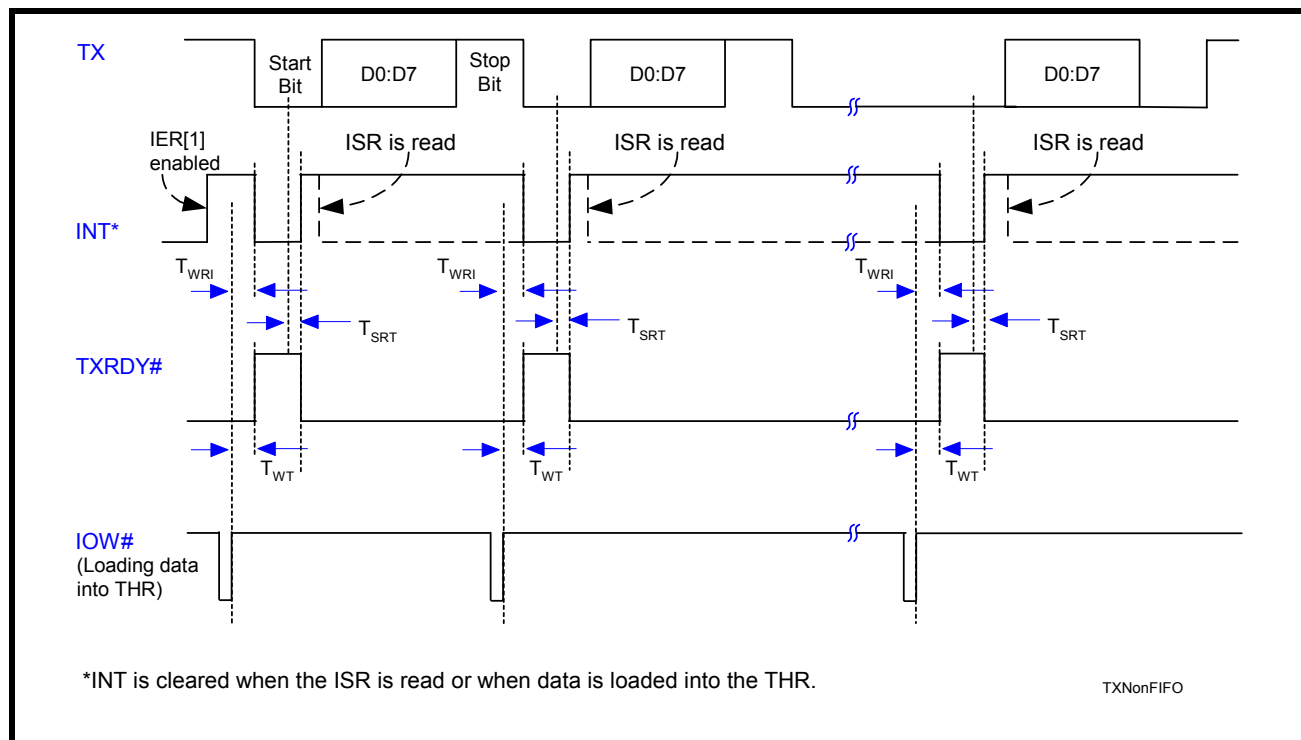 TX
Start
Bit
D0:D7
Stop
Bit
D0:D7
D0:D7
IER[1]
enabled
ISR is read
ISR is read
ISR is read
INT*
TWRI
TWRI
TWRI
TSRT
TSRT
TSRT
TXRDY#
TWT
TWT
TWT
IOW#
(Loading data
into THR)
*INT is cleared when the ISR is read or when data is loaded into the THR.
TXNonFIFO